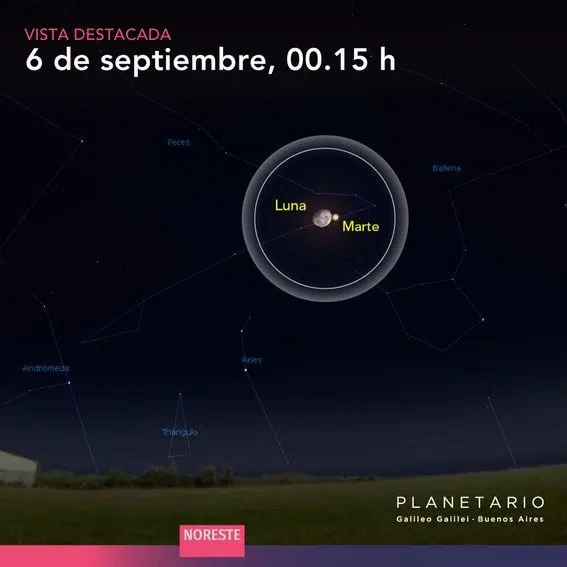 VISTA DESTACADA
6 de septiembre, 00.15 h
Peces
Ballena
Luna
Marte
Andrómeda
Aries
Triángulo
PLANETARIO
Galileo Galilei · Buenos Aires
NORESTE